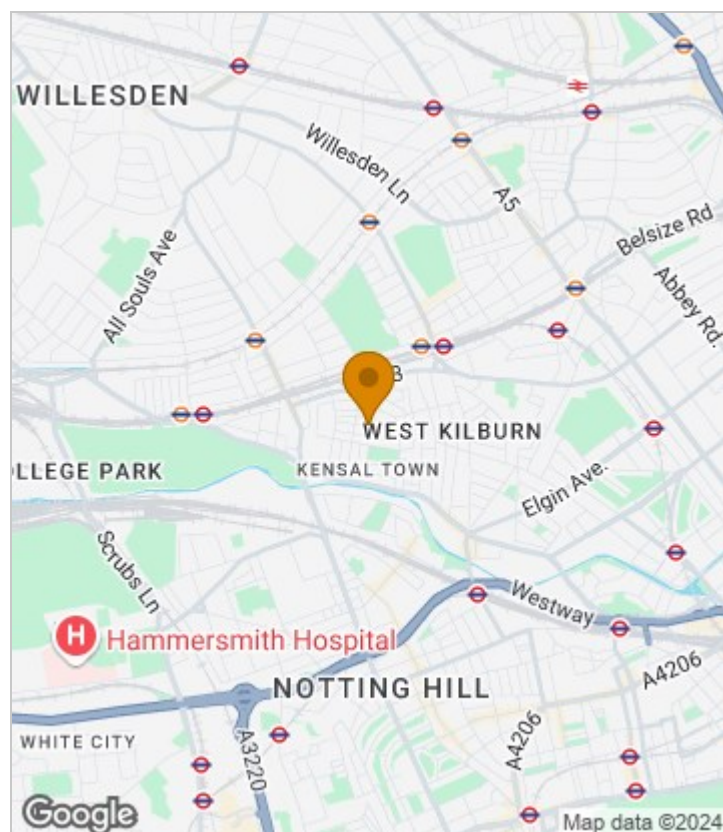 WILLESDEN
Willesden Ln
A5
Belsize Rd
All Souls Ave
Abbey Rd.
WEST KILBURN
OLLEGE PARK
KENSAL TOWN
Elgin Ave.
Scrubs Ln
Westway
H
Hammersmith Hospital
NOTTING HILL
A4206
WHITE CITY
A3220
A4206
Google
Map data ©2024